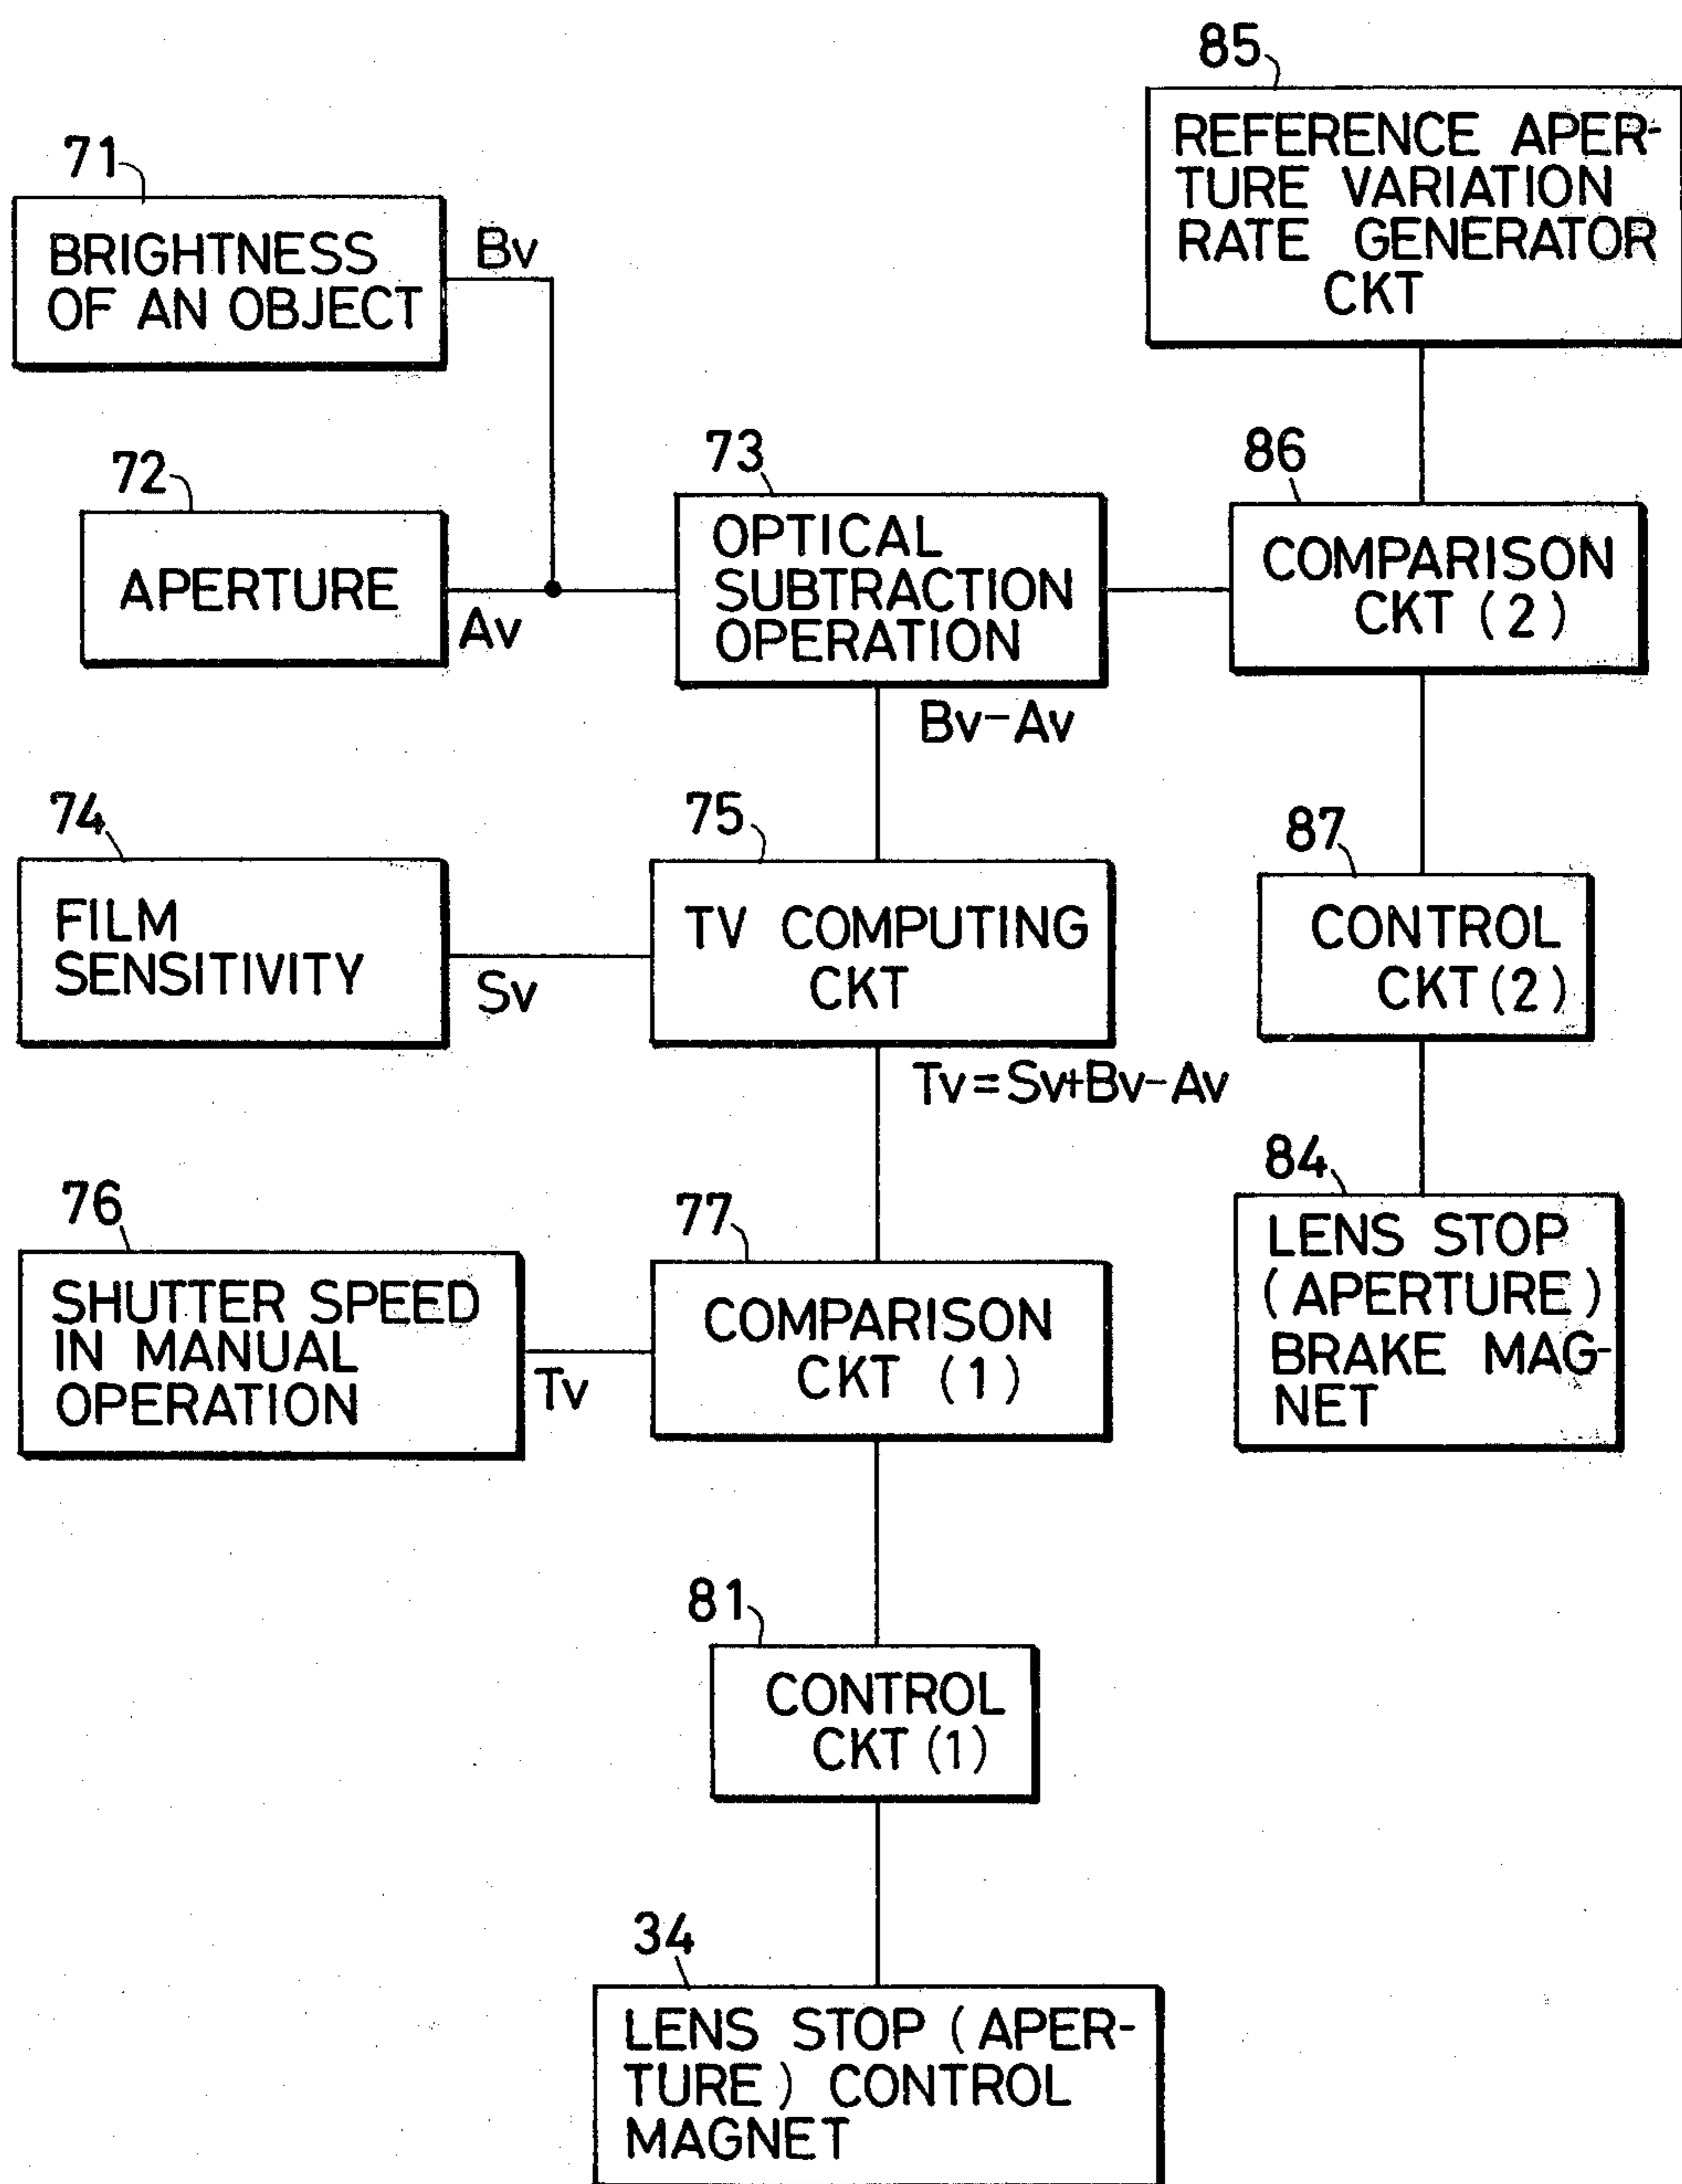 85
REFERENCE APER-
TURE VARIATION
RATE GENERATOR
CKT
71
BRIGHTNESS
OF AN OBJECT
Bv
72
APERTURE
Av
73
OPTICAL
SUBTRACTION
OPERATION
Bv-Av
86
COMPARISON
CKT (2)
74
FILM
SENSITIVITY
Sv
75
TV COMPUTING
CKT
Tv=Sv+Bv-Av
87
CONTROL
CKT (2)
76
SHUTTER SPEED
IN MANUAL
OPERATION
Tv
77
COMPARISON
CKT (1)
84
LENS STOP
(APERTURE)
BRAKE MAG-
NET
81
CONTROL
CKT (1)
34
LENS STOP (APER-
TURE) CONTROL
MAGNET